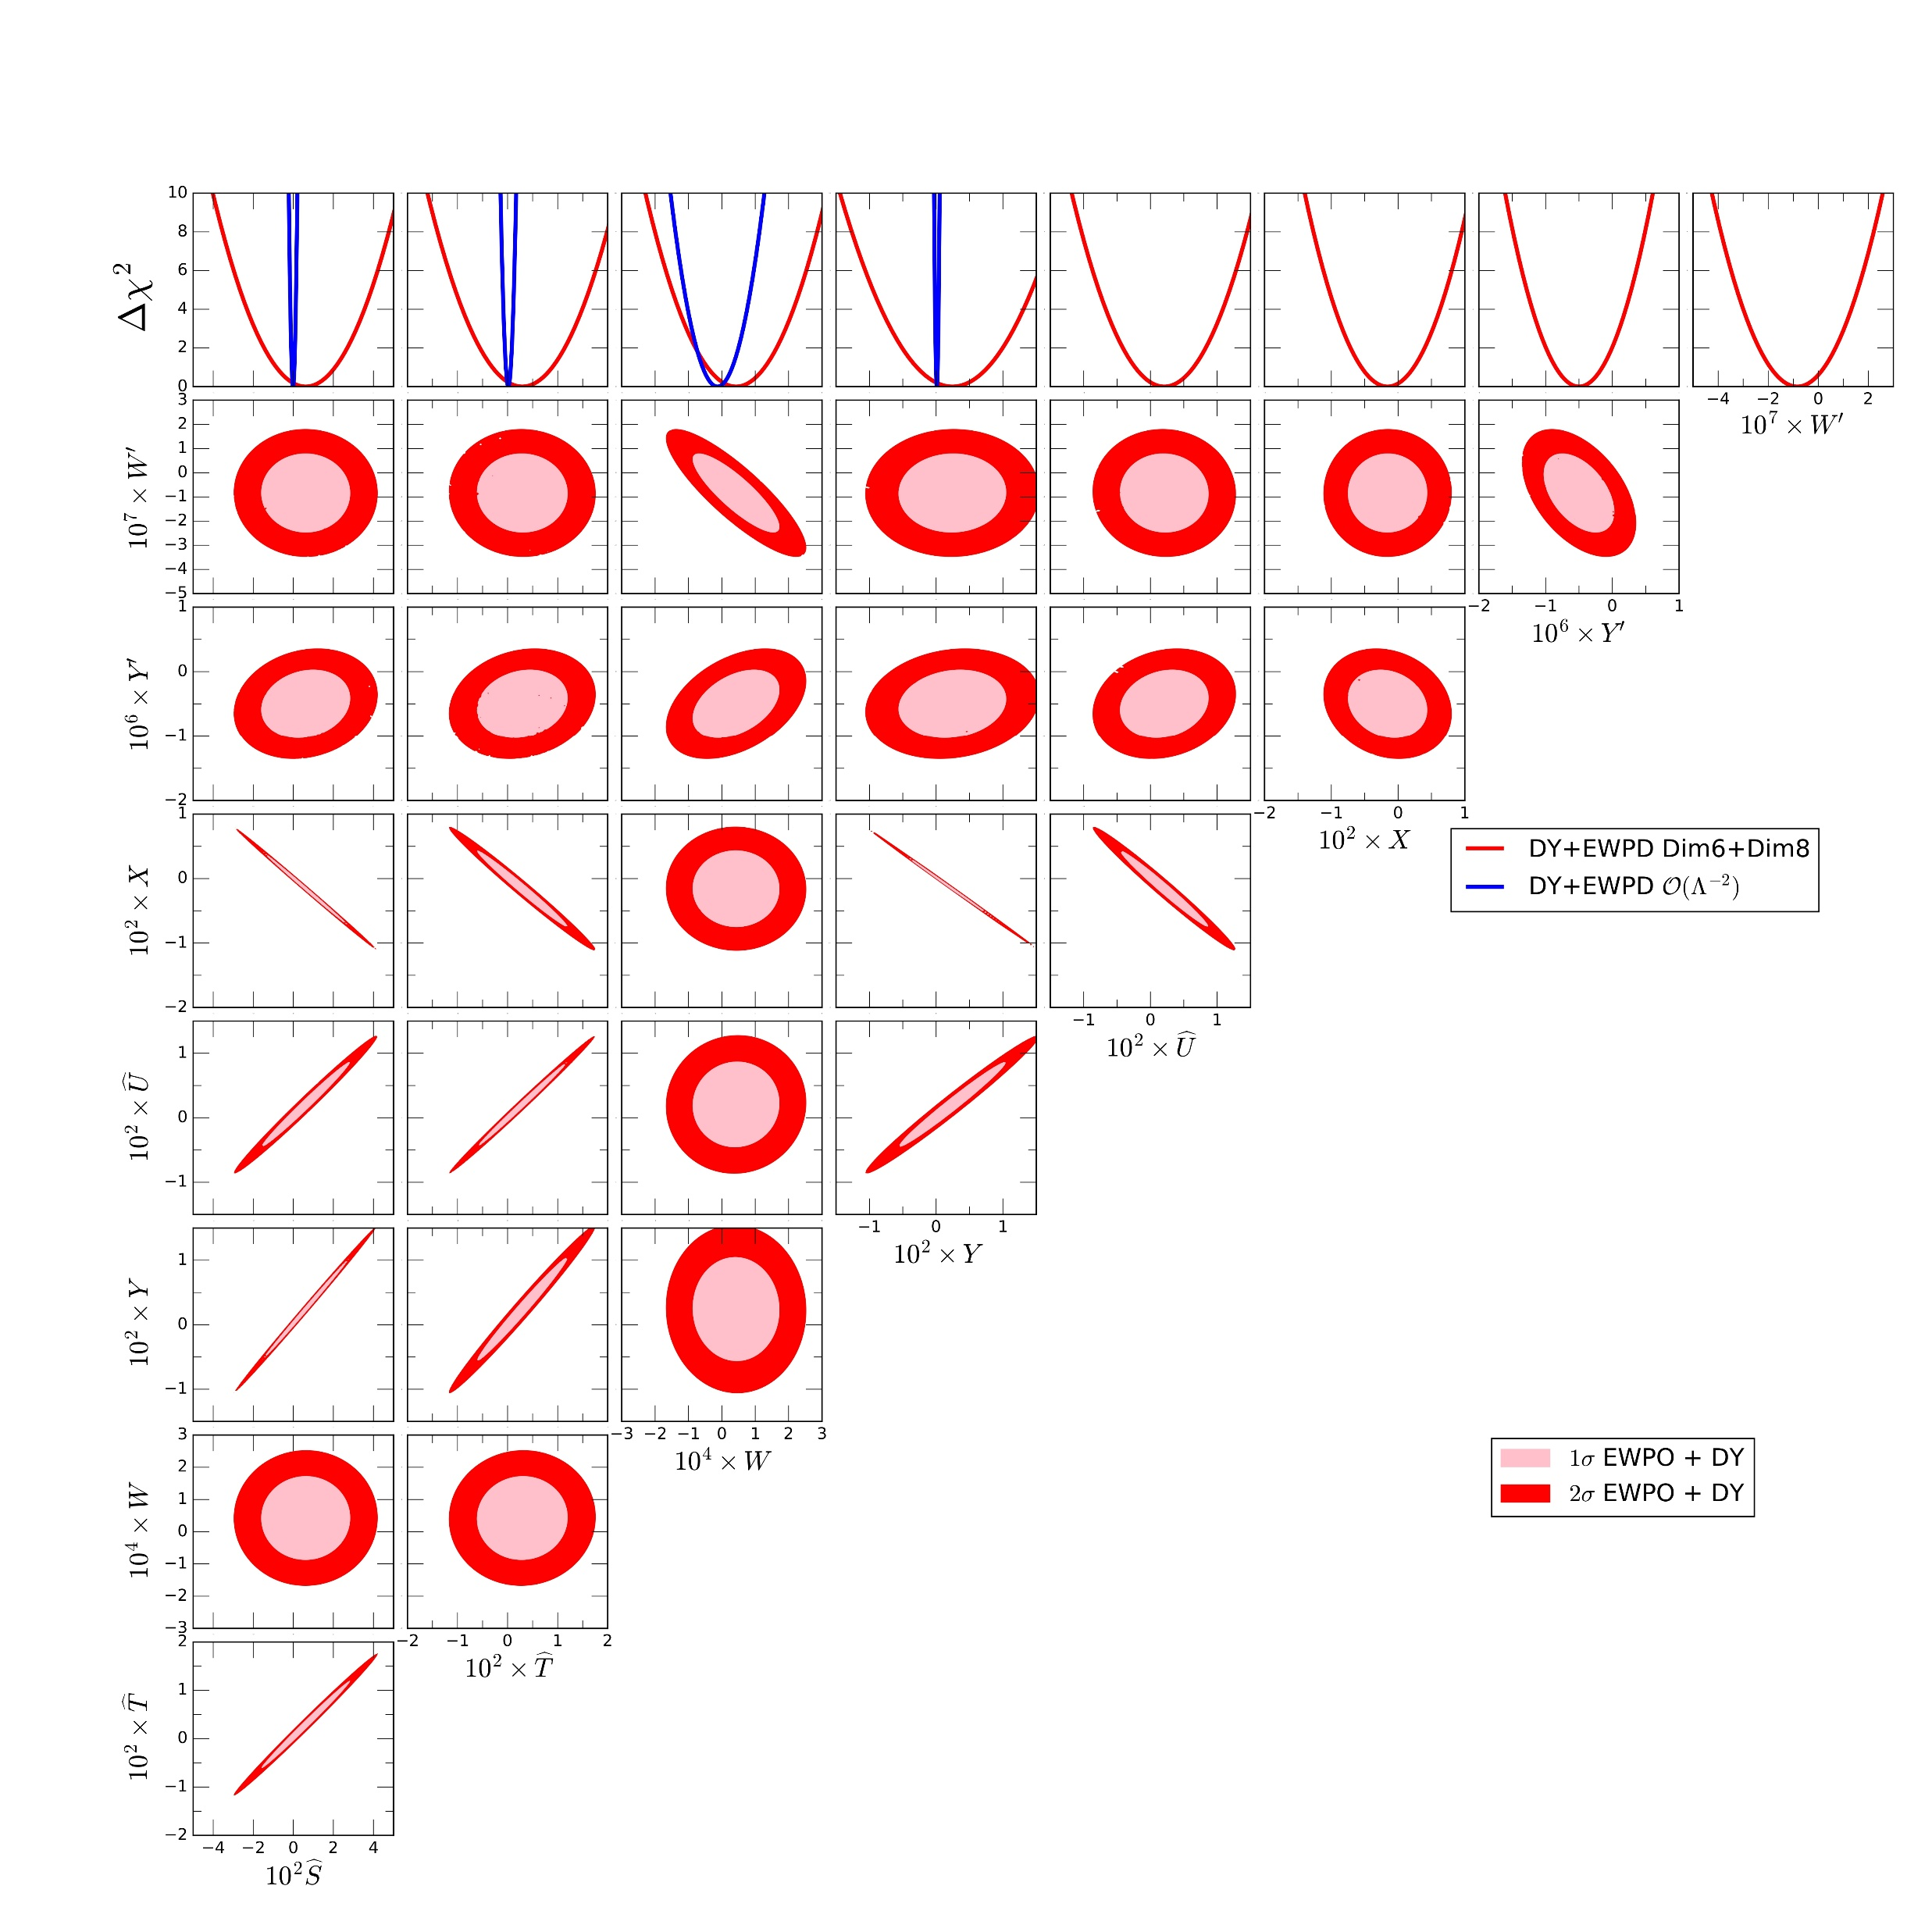 10
8
6
4
2
0
Δχ²
−4 −2 0 2
10⁷ × W′
3
2
1
0
−1
−2
−3
−4
−5
10⁷ × W′
−2 −1 0 1
10⁶ × Y′
1
0
−1
−2
10⁶ × Y′
−2 −1 0 1
10² × X
DY+EWPD Dim6+Dim8
DY+EWPD 𝒪(Λ⁻²)
1
0
−1
−2
10² × X
−1 0 1
10² × Û
1
0
−1
10² × Û
−1 0 1
10² × Y
1
0
−1
10² × Y
−3 −2 −1 0 1 2 3
10⁴ × W
1σ EWPO + DY
2σ EWPO + DY
3
2
1
0
−1
−2
−3
10⁴ × W
−2 −1 0 1 2
10² × T̂
2
1
0
−1
−2
10² × T̂
−4 −2 0 2 4
10²Ŝ